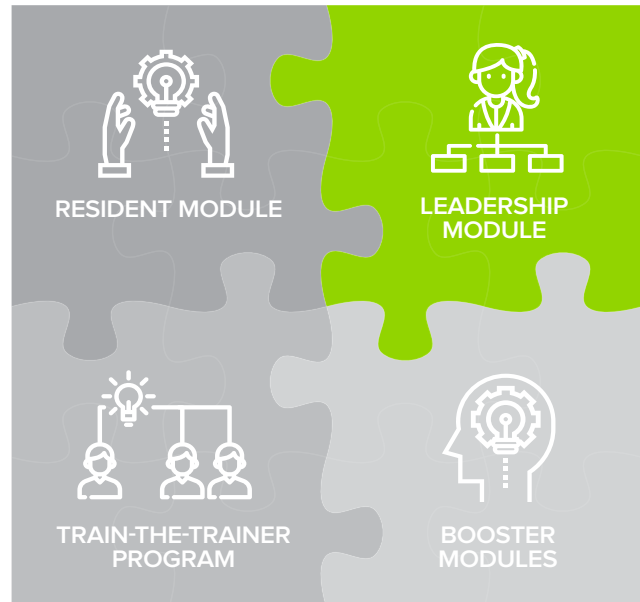 RESIDENT MODULE
LEADERSHIP
MODULE
TRAIN-THE-TRAINER
PROGRAM
BOOSTER
MODULES